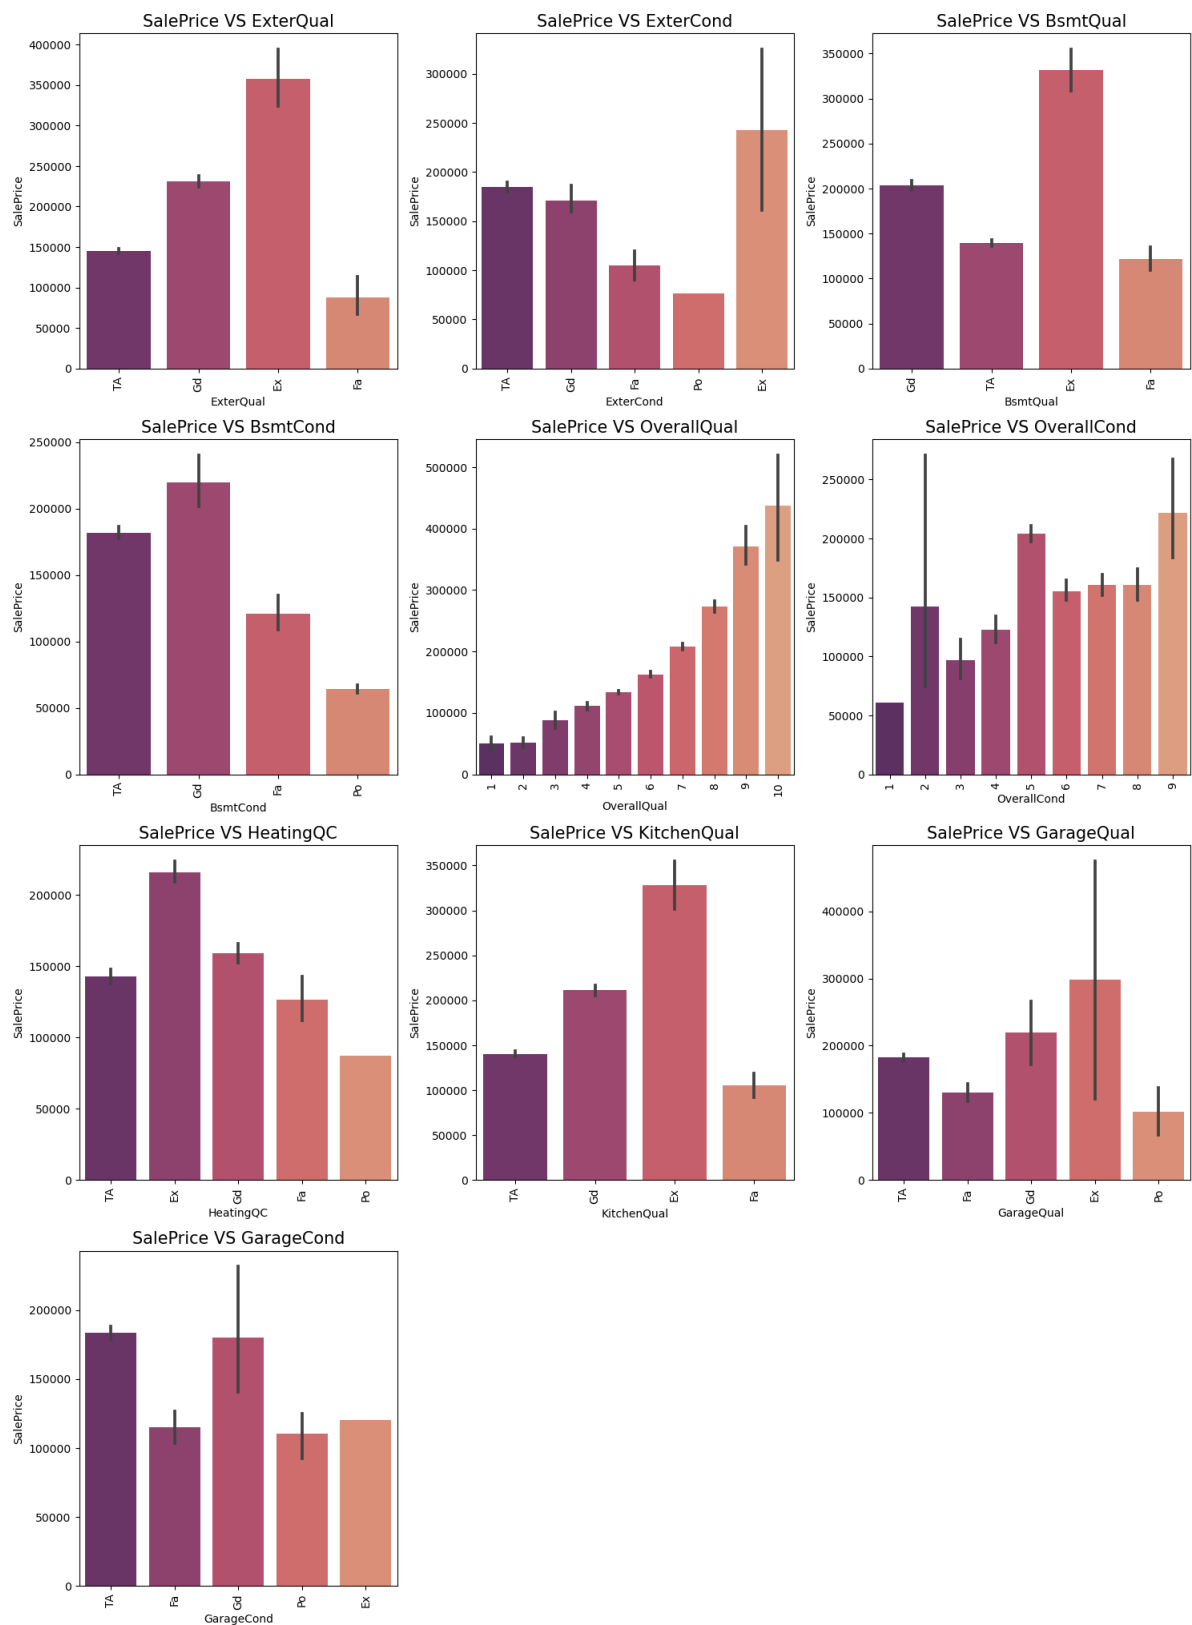 SalePrice VS ExterQual
400000
350000
300000
250000
200000
150000
100000
50000
0
SalePrice
TA Gd Ex Fa
ExterQual
SalePrice VS ExterCond
300000
250000
200000
150000
100000
50000
0
SalePrice
TA Gd Fa Po Ex
ExterCond
SalePrice VS BsmtQual
350000
300000
250000
200000
150000
100000
50000
0
SalePrice
Gd TA Ex Fa
BsmtQual
SalePrice VS BsmtCond
250000
200000
150000
100000
50000
0
SalePrice
TA Gd Fa Po
BsmtCond
SalePrice VS OverallQual
500000
400000
300000
200000
100000
0
SalePrice
1 2 3 4 5 6 7 8 9 10
OverallQual
SalePrice VS OverallCond
250000
200000
150000
100000
50000
0
SalePrice
1 2 3 4 5 6 7 8 9
OverallCond
SalePrice VS HeatingQC
200000
150000
100000
50000
0
SalePrice
TA Ex Gd Fa Po
HeatingQC
SalePrice VS KitchenQual
350000
300000
250000
200000
150000
100000
50000
0
SalePrice
TA Gd Ex Fa
KitchenQual
SalePrice VS GarageQual
400000
300000
200000
100000
0
SalePrice
TA Fa Gd Ex Po
GarageQual
SalePrice VS GarageCond
200000
150000
100000
50000
0
SalePrice
TA Fa Gd Po Ex
GarageCond